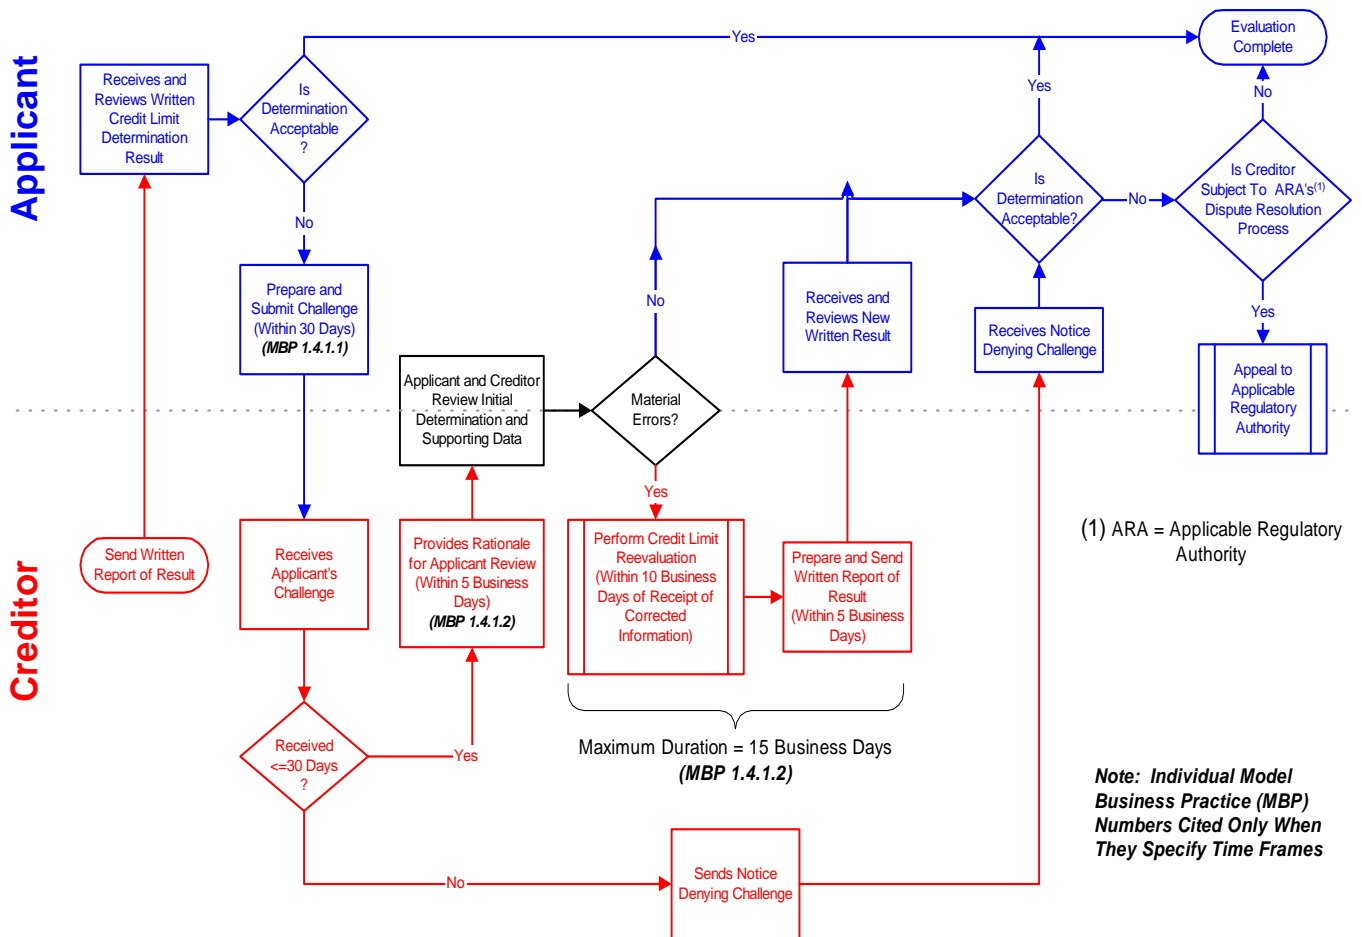 Applicant
Creditor
Receives and
Reviews Written
Credit Limit
Determination
Result
Is
Determination
Acceptable
?
Yes
No
Evaluation
Complete
Prepare and
Submit Challenge
(Within 30 Days)
(MBP 1.4.1.1)
Applicant and Creditor
Review Initial
Determination and
Supporting Data
Material
Errors?
No
Yes
Receives and
Reviews New
Written Result
Is
Determination
Acceptable?
Yes
No
Receives Notice
Denying Challenge
Is Creditor
Subject To ARA's(1)
Dispute Resolution
Process
No
Yes
Appeal to
Applicable
Regulatory
Authority
Send Written
Report of Result
Receives
Applicant's
Challenge
Provides Rationale
for Applicant Review
(Within 5 Business
Days)
(MBP 1.4.1.2)
Perform Credit Limit
Reevaluation
(Within 10 Business
Days of Receipt of
Corrected
Information)
Prepare and Send
Written Report of
Result
(Within 5 Business
Days)
(1) ARA = Applicable Regulatory
Authority
Received
<=30 Days
?
Yes
No
Maximum Duration = 15 Business Days
(MBP 1.4.1.2)
Sends Notice
Denying Challenge
Note: Individual Model
Business Practice (MBP)
Numbers Cited Only When
They Specify Time Frames